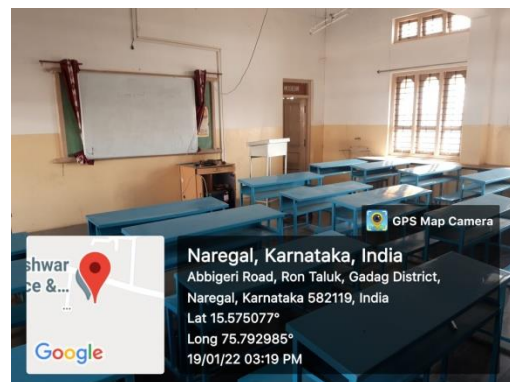 GPS Map Camera
shwar
ce &...
...
Google
Naregal, Karnataka, India
Abbigeri Road, Ron Taluk, Gadag District,
Naregal, Karnataka 582119, India
Lat 15.575077°
Long 75.792985°
19/01/22 03:19 PM